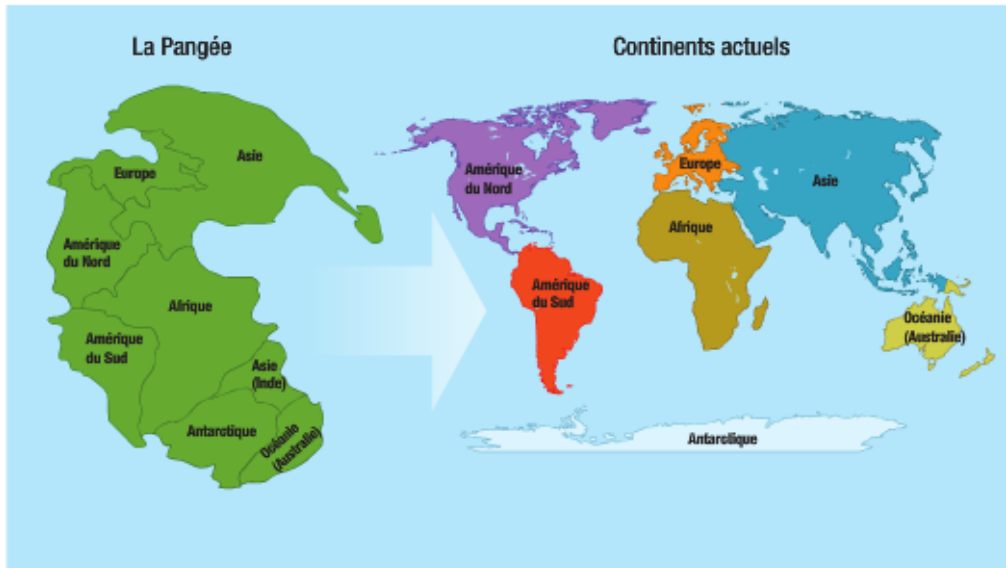 La Pangée
Asie
Europe
Amérique
du Nord
Afrique
Amérique
du Sud
Asie
(Inde)
Antarctique
Océanie
(Australie)
Continents actuels
Amérique
du Nord
Europe
Asie
Afrique
Amérique
du Sud
Océanie
(Australie)
Antarctique